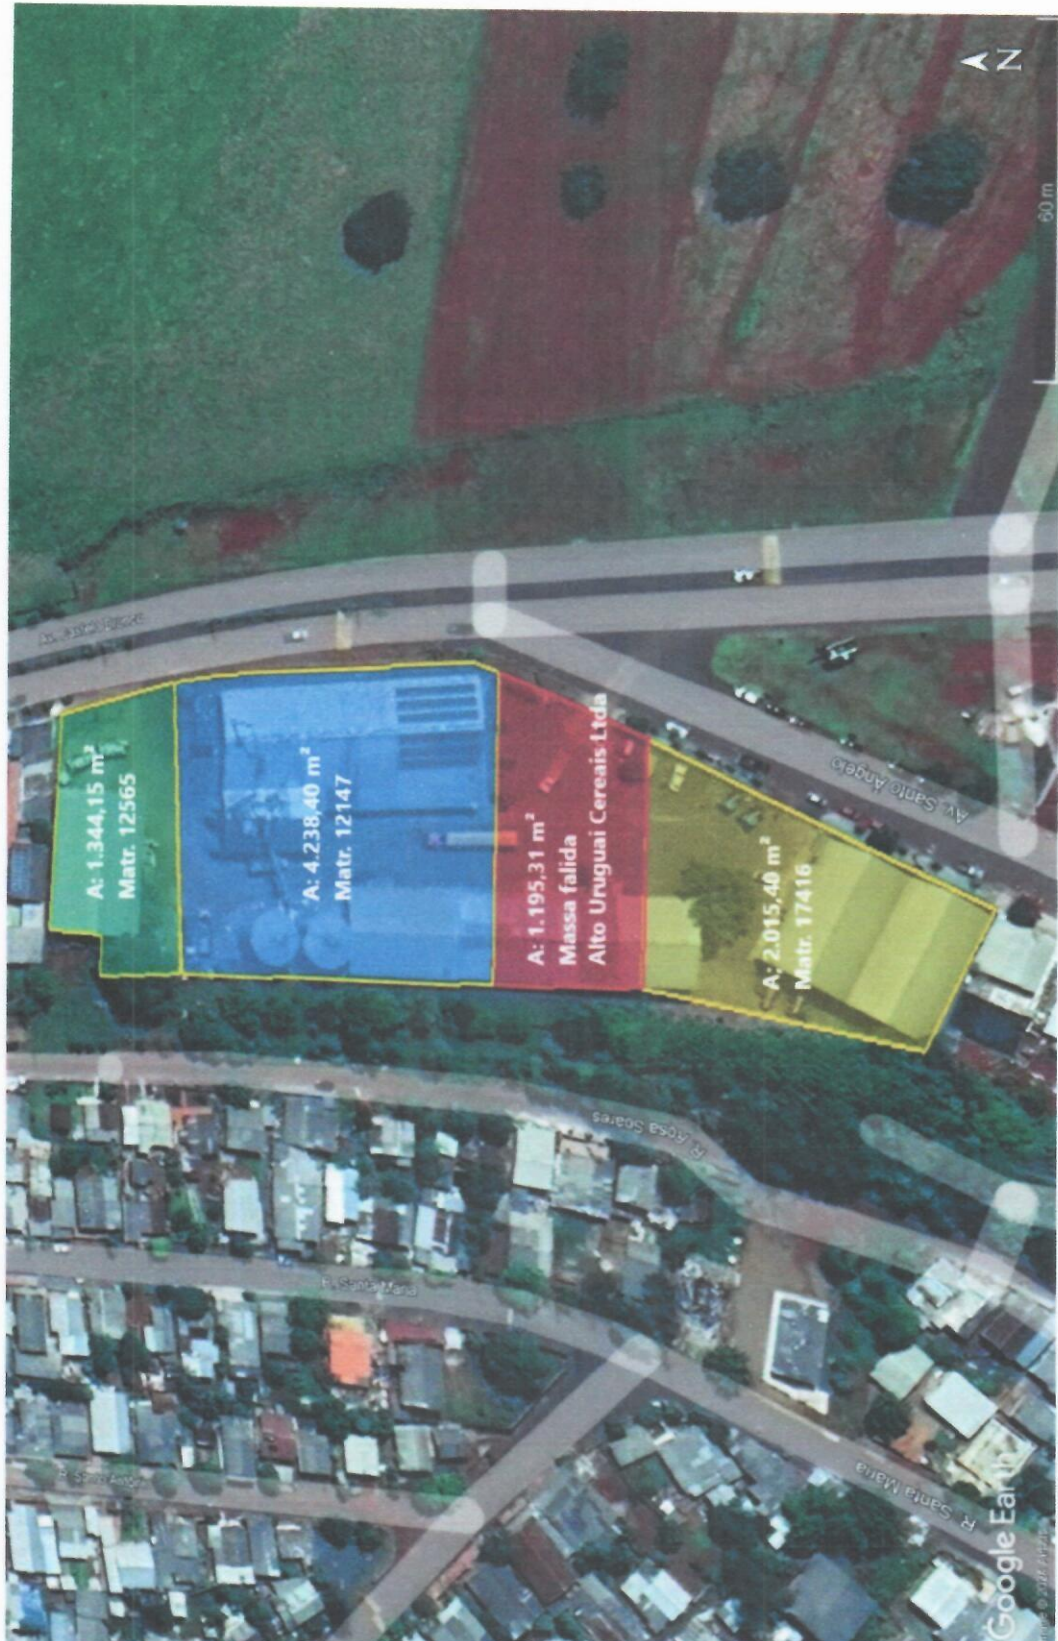 N
60 m
A: 1.344,15 m²
Matr. 12565
A: 4.238,40 m²
Matr. 12147
A: 1.195,31 m²
Massa falida
Alto Uruguai Cereais Ltda
A: 2.015,40 m²
Matr. 17416
Av. Santo Ângelo
R. Rosa Soares
R. Santa Maria
R. Santa Maria
Google Earth